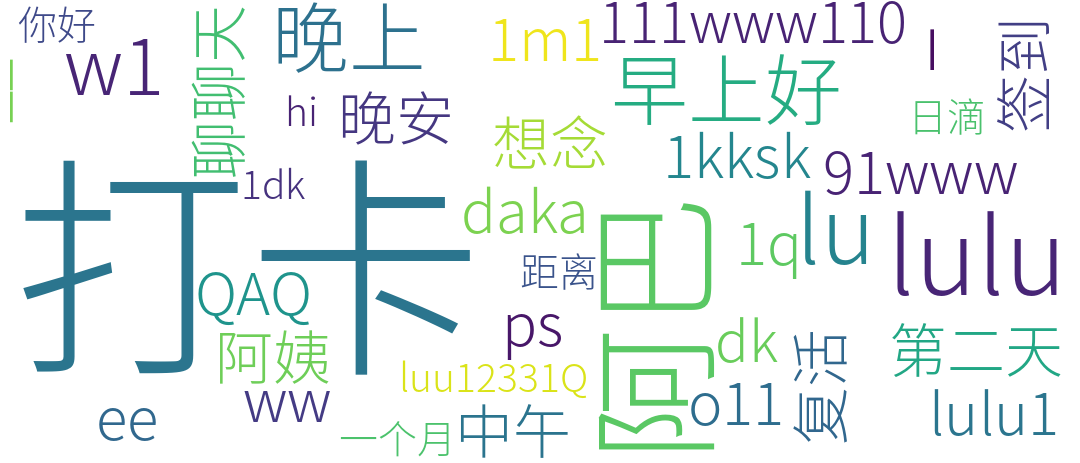 你好
w1
聊聊天
晚上
hi
晚安
1m1
111www110
l
签到
早上好
日滴
想念
1kksk
91www
打卡
1dk
daka
阿巴
lu
lulu
1q
QAQ
距离
ps
阿姨
dk
复活
第二天
luu12331Q
ww
o11
lulu1
ee
一个月
中午